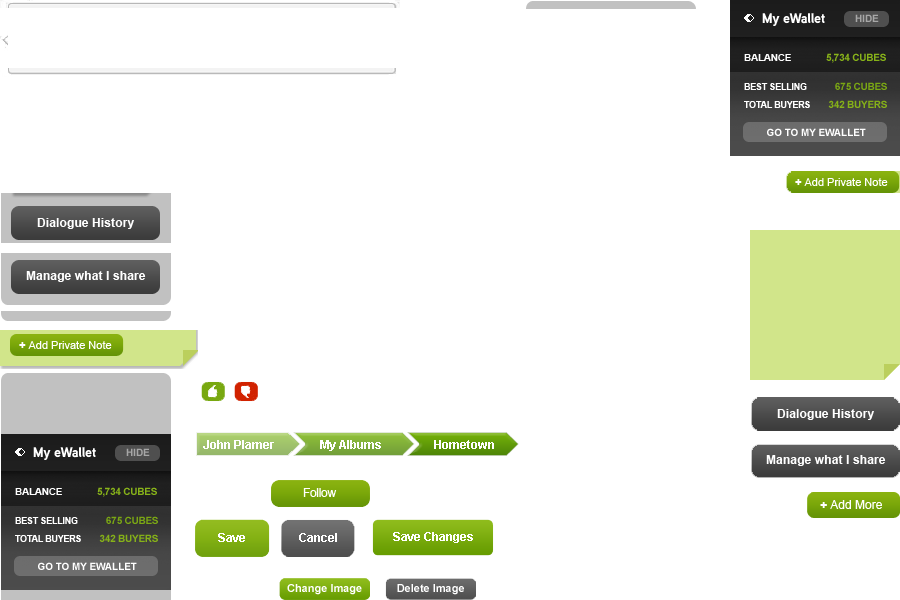 My eWallet HIDE
BALANCE 5,734 CUBES
BEST SELLING 675 CUBES
TOTAL BUYERS 342 BUYERS
GO TO MY EWALLET
+ Add Private Note
Dialogue History
Manage what I share
+ Add Private Note
John Plamer My Albums Hometown
Dialogue History
My eWallet HIDE
Manage what I share
BALANCE 5,734 CUBES
Follow
+ Add More
BEST SELLING 675 CUBES
TOTAL BUYERS 342 BUYERS
Save Cancel Save Changes
GO TO MY EWALLET
Change Image Delete Image